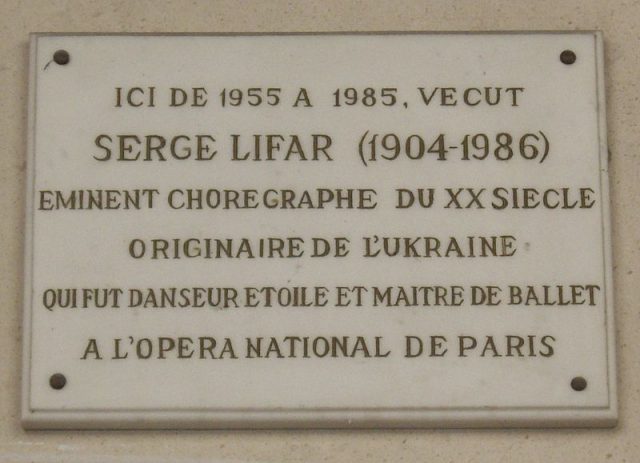 ICI DE 1955 A 1985, VECUT
SERGE LIFAR (1904-1986)
EMINENT CHOREGRAPHE DU XX SIECLE
ORIGINAIRE DE L'UKRAINE
QUI FUT DANSEUR ETOILE ET MAITRE DE BALLET
A L'OPERA NATIONAL DE PARIS